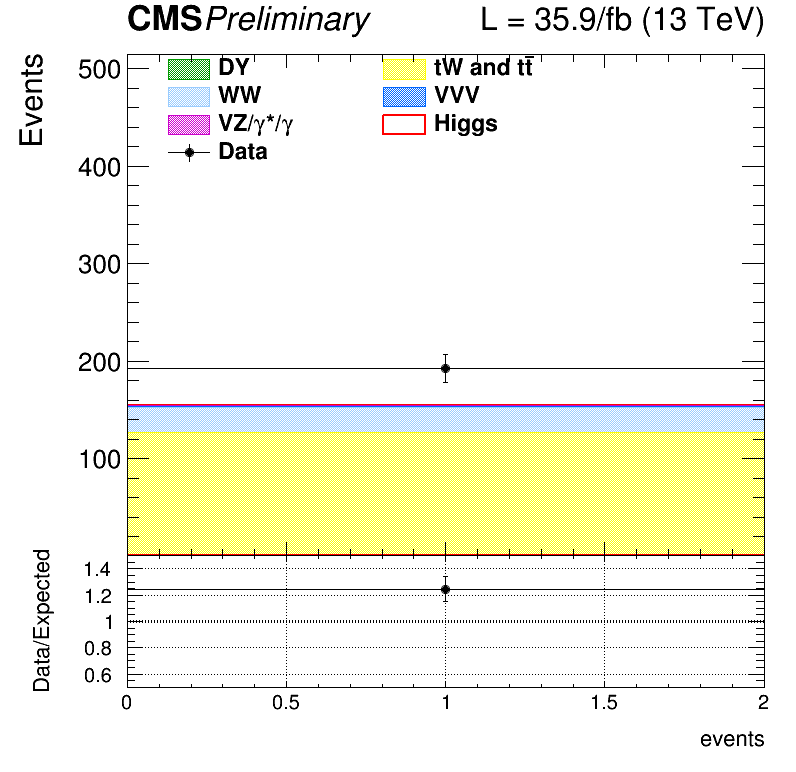 CMS Preliminary L = 35.9/fb (13 TeV)
Events
500
400
300
200
100
DY
tW and tt̅
WW
VVV
VZ/γ*/γ
Higgs
Data
Data/Expected
1.4
1.2
1
0.8
0.6
0 0.5 1 1.5 2
events